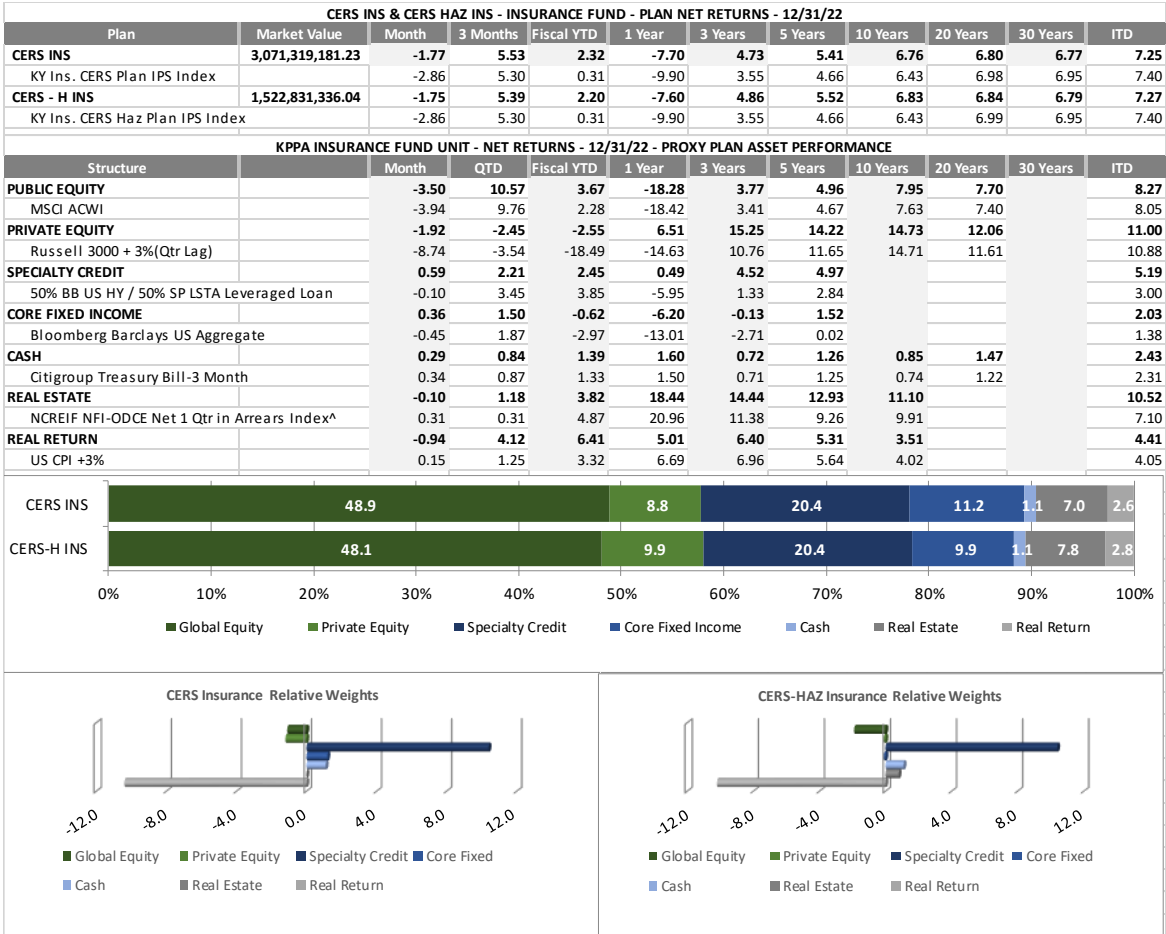 CERS INS & CERS HAZ INS - INSURANCE FUND - PLAN NET RETURNS - 12/31/22
Plan Market Value Month 3 Months Fiscal YTD 1 Year 3 Years 5 Years 10 Years 20 Years 30 Years ITD
CERS INS 3,071,319,181.23 -1.77 5.53 2.32 -7.70 4.73 5.41 6.76 6.80 6.77 7.25
KY Ins. CERS Plan IPS Index -2.86 5.30 0.31 -9.90 3.55 4.66 6.43 6.98 6.95 7.40
CERS - H INS 1,522,831,336.04 -1.75 5.39 2.20 -7.60 4.86 5.52 6.83 6.84 6.79 7.27
KY Ins. CERS Haz Plan IPS Index -2.86 5.30 0.31 -9.90 3.55 4.66 6.43 6.99 6.95 7.40
KPPA INSURANCE FUND UNIT - NET RETURNS - 12/31/22 - PROXY PLAN ASSET PERFORMANCE
Structure Month QTD Fiscal YTD 1 Year 3 Years 5 Years 10 Years 20 Years 30 Years ITD
PUBLIC EQUITY -3.50 10.57 3.67 -18.28 3.77 4.96 7.95 7.70 8.27
MSCI ACWI -3.94 9.76 2.28 -18.42 3.41 4.67 7.63 7.40 8.05
PRIVATE EQUITY -1.92 -2.45 -2.55 6.51 15.25 14.22 14.73 12.06 11.00
Russell 3000 + 3%(Qtr Lag) -8.74 -3.54 -18.49 -14.63 10.76 11.65 14.71 11.61 10.88
SPECIALTY CREDIT 0.59 2.21 2.45 0.49 4.52 4.97 5.19
50% BB US HY / 50% SP LSTA Leveraged Loan -0.10 3.45 3.85 -5.95 1.33 2.84 3.00
CORE FIXED INCOME 0.36 1.50 -0.62 -6.20 -0.13 1.52 2.03
Bloomberg Barclays US Aggregate -0.45 1.87 -2.97 -13.01 -2.71 0.02 1.38
CASH 0.29 0.84 1.39 1.60 0.72 1.26 0.85 1.47 2.43
Citigroup Treasury Bill-3 Month 0.34 0.87 1.33 1.50 0.71 1.25 0.74 1.22 2.31
REAL ESTATE -0.10 1.18 3.82 18.44 14.44 12.93 11.10 10.52
NCREIF NFI-ODCE Net 1 Qtr in Arrears Index^ 0.31 0.31 4.87 20.96 11.38 9.26 9.91 7.10
REAL RETURN -0.94 4.12 6.41 5.01 6.40 5.31 3.51 4.41
US CPI +3% 0.15 1.25 3.32 6.69 6.96 5.64 4.02 4.05
CERS INS 48.9 8.8 20.4 11.2 1.1 7.0 2.6
CERS-H INS 48.1 9.9 20.4 9.9 1.1 7.8 2.8
0% 10% 20% 30% 40% 50% 60% 70% 80% 90% 100%
Global Equity Private Equity Specialty Credit Core Fixed Income Cash Real Estate Real Return
CERS Insurance Relative Weights
-12.0 -8.0 -4.0 0.0 4.0 8.0 12.0
Global Equity Private Equity Specialty Credit Core Fixed
Cash Real Estate Real Return
CERS-HAZ Insurance Relative Weights
-12.0 -8.0 -4.0 0.0 4.0 8.0 12.0
Global Equity Private Equity Specialty Credit Core Fixed
Cash Real Estate Real Return